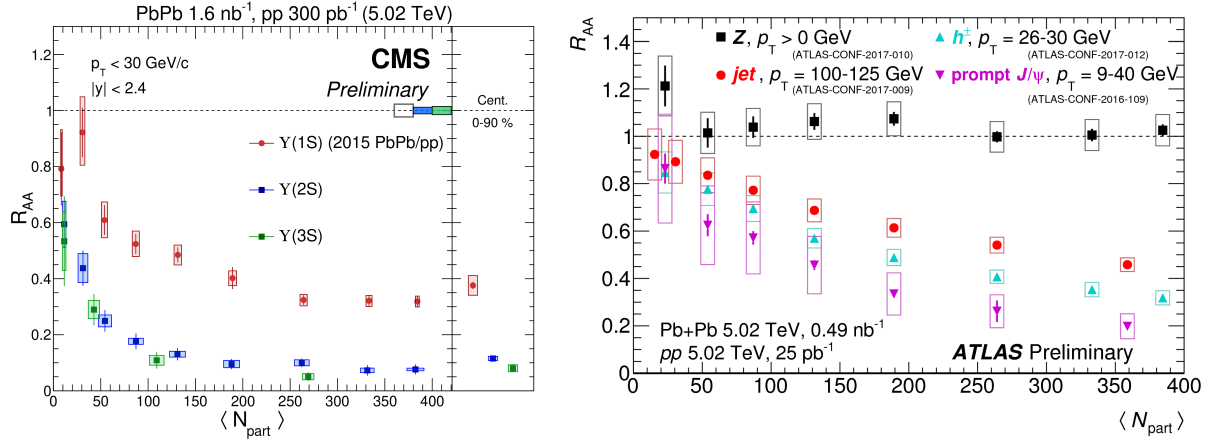 PbPb 1.6 nb⁻¹, pp 300 pb⁻¹ (5.02 TeV)
R_AA
1.2
1
0.8
0.6
0.4
0.2
0
p_T < 30 GeV/c
|y| < 2.4
CMS
Preliminary
Cent.
0-90 %
ϒ(1S) (2015 PbPb/pp)
ϒ(2S)
ϒ(3S)
0 50 100 150 200 250 300 350 400
⟨ N_part ⟩
R_AA
1.4
1.2
1
0.8
0.6
0.4
0.2
0
Z, p_T > 0 GeV
(ATLAS-CONF-2017-010)
h±, p_T = 26-30 GeV
(ATLAS-CONF-2017-012)
jet, p_T = 100-125 GeV
(ATLAS-CONF-2017-009)
prompt J/ψ, p_T = 9-40 GeV
(ATLAS-CONF-2016-109)
Pb+Pb 5.02 TeV, 0.49 nb⁻¹
pp 5.02 TeV, 25 pb⁻¹
ATLAS Preliminary
0 50 100 150 200 250 300 350 400
⟨ N_part ⟩